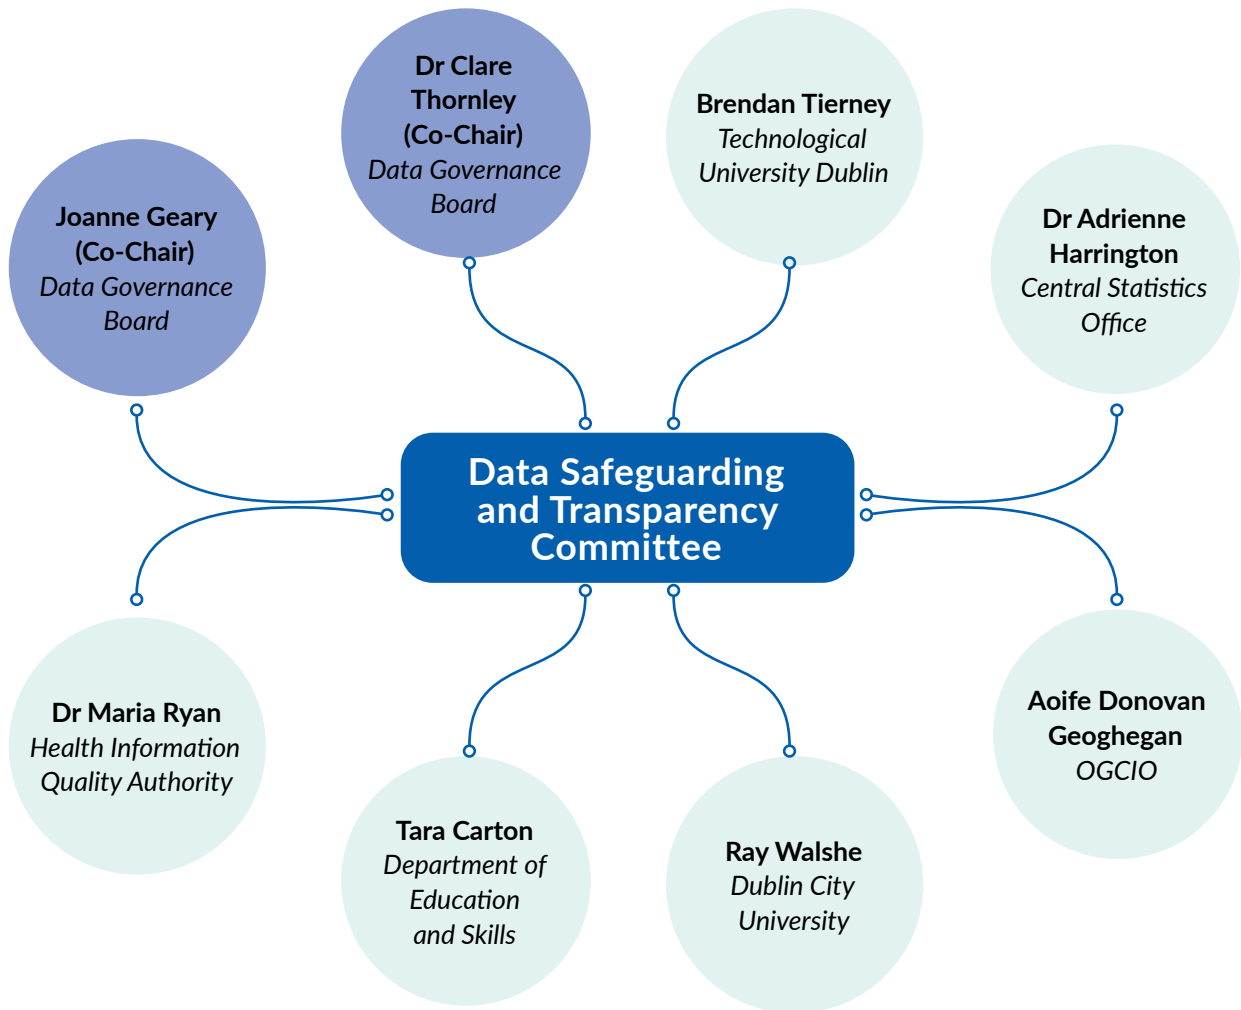 Dr Clare
Thornley
(Co-Chair)
Data Governance
Board
Brendan Tierney
Technological
University Dublin
Joanne Geary
(Co-Chair)
Data Governance
Board
Dr Adrienne
Harrington
Central Statistics
Office
Data Safeguarding
and Transparency
Committee
Dr Maria Ryan
Health Information
Quality Authority
Tara Carton
Department of
Education
and Skills
Ray Walshe
Dublin City
University
Aoife Donovan
Geoghegan
OGCIO